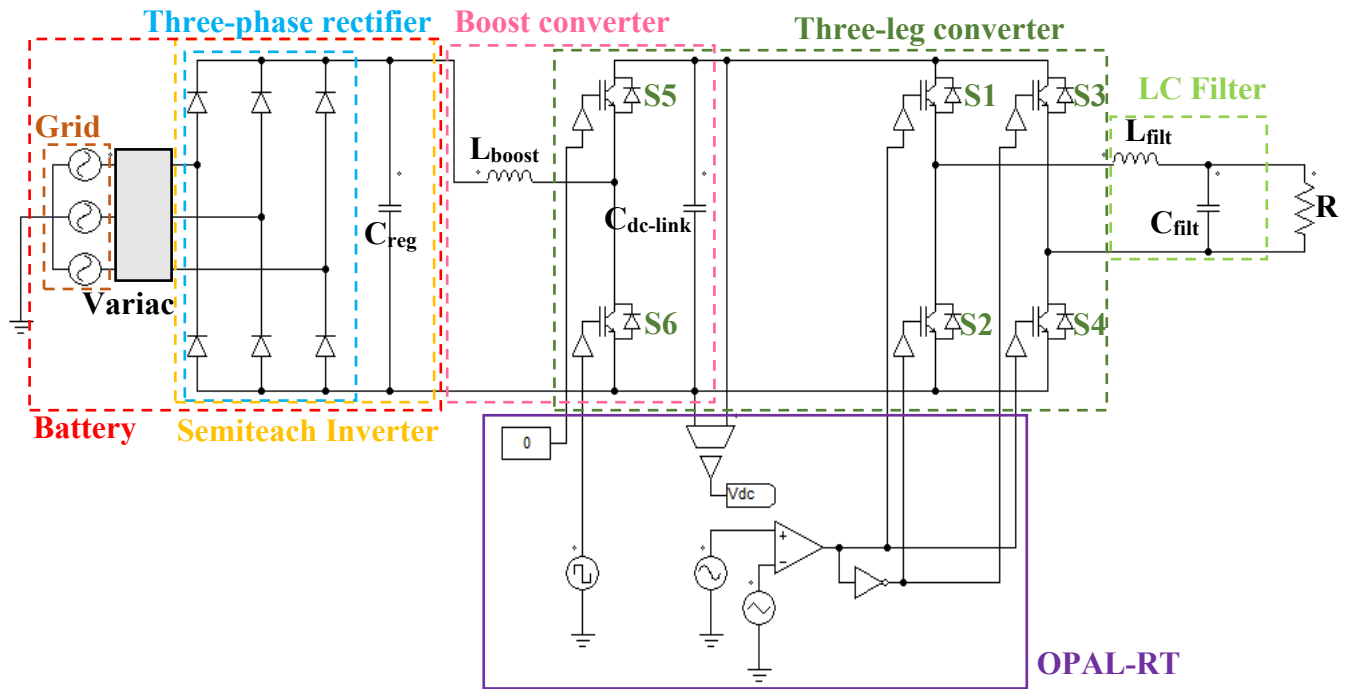 Three-phase rectifier
Boost converter
Three-leg converter
LC Filter
Grid
S5
S1
S3
Lboost
Lfilt
Creg
Cdc-link
Cfilt
R
Variac
S6
S2
S4
Battery
Semiteach Inverter
0
Vdc
+
−
OPAL-RT